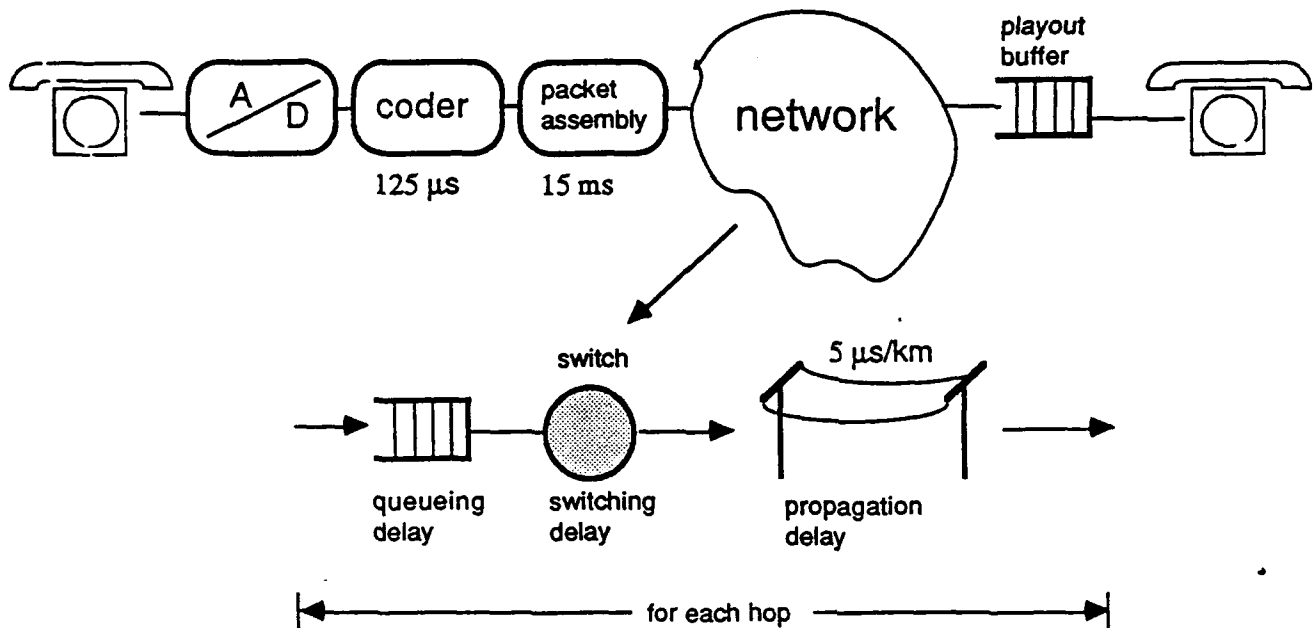 playout
buffer
A
D
coder
packet
assembly
network
125 μs
15 ms
switch
5 μs/km
queueing
delay
switching
delay
propagation
delay
for each hop